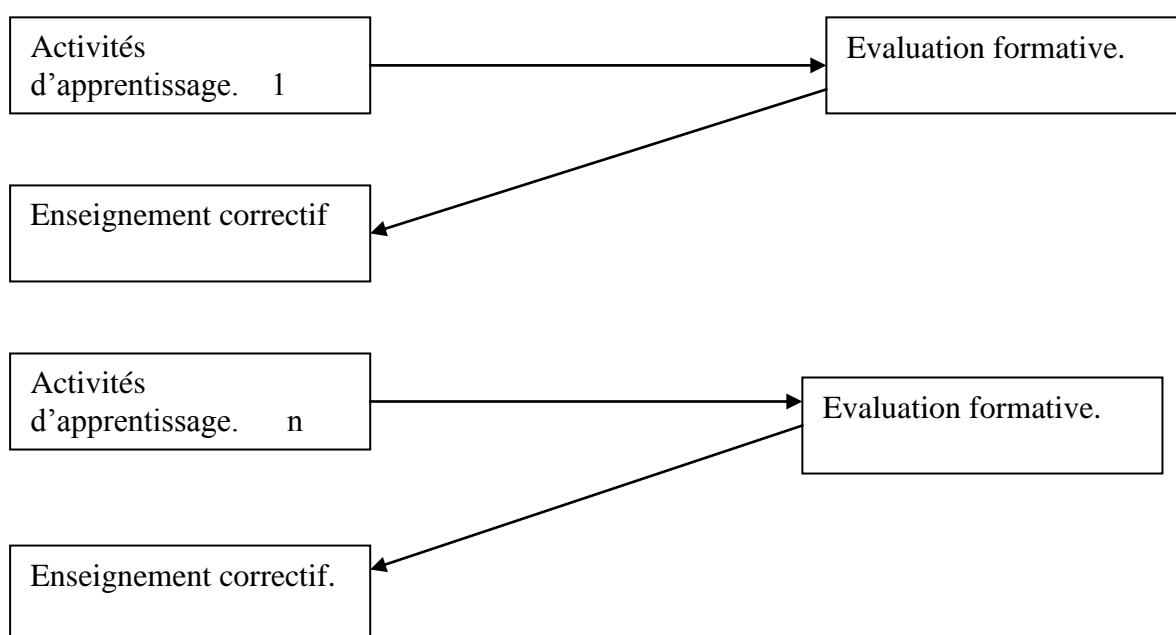 Activités
d’apprentissage. 1
Evaluation formative.
Enseignement correctif
Activités
d’apprentissage. n
Evaluation formative.
Enseignement correctif.